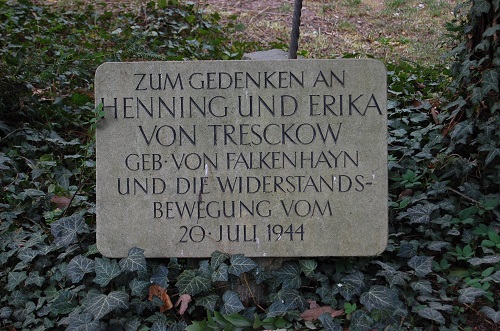 ZUM GEDENKEN AN
HENNING UND ERIKA
VON TRESCKOW
GEB· VON FALKENHAYN
UND DIE WIDERSTANDS-
BEWEGUNG VOM
20· JULI 1944